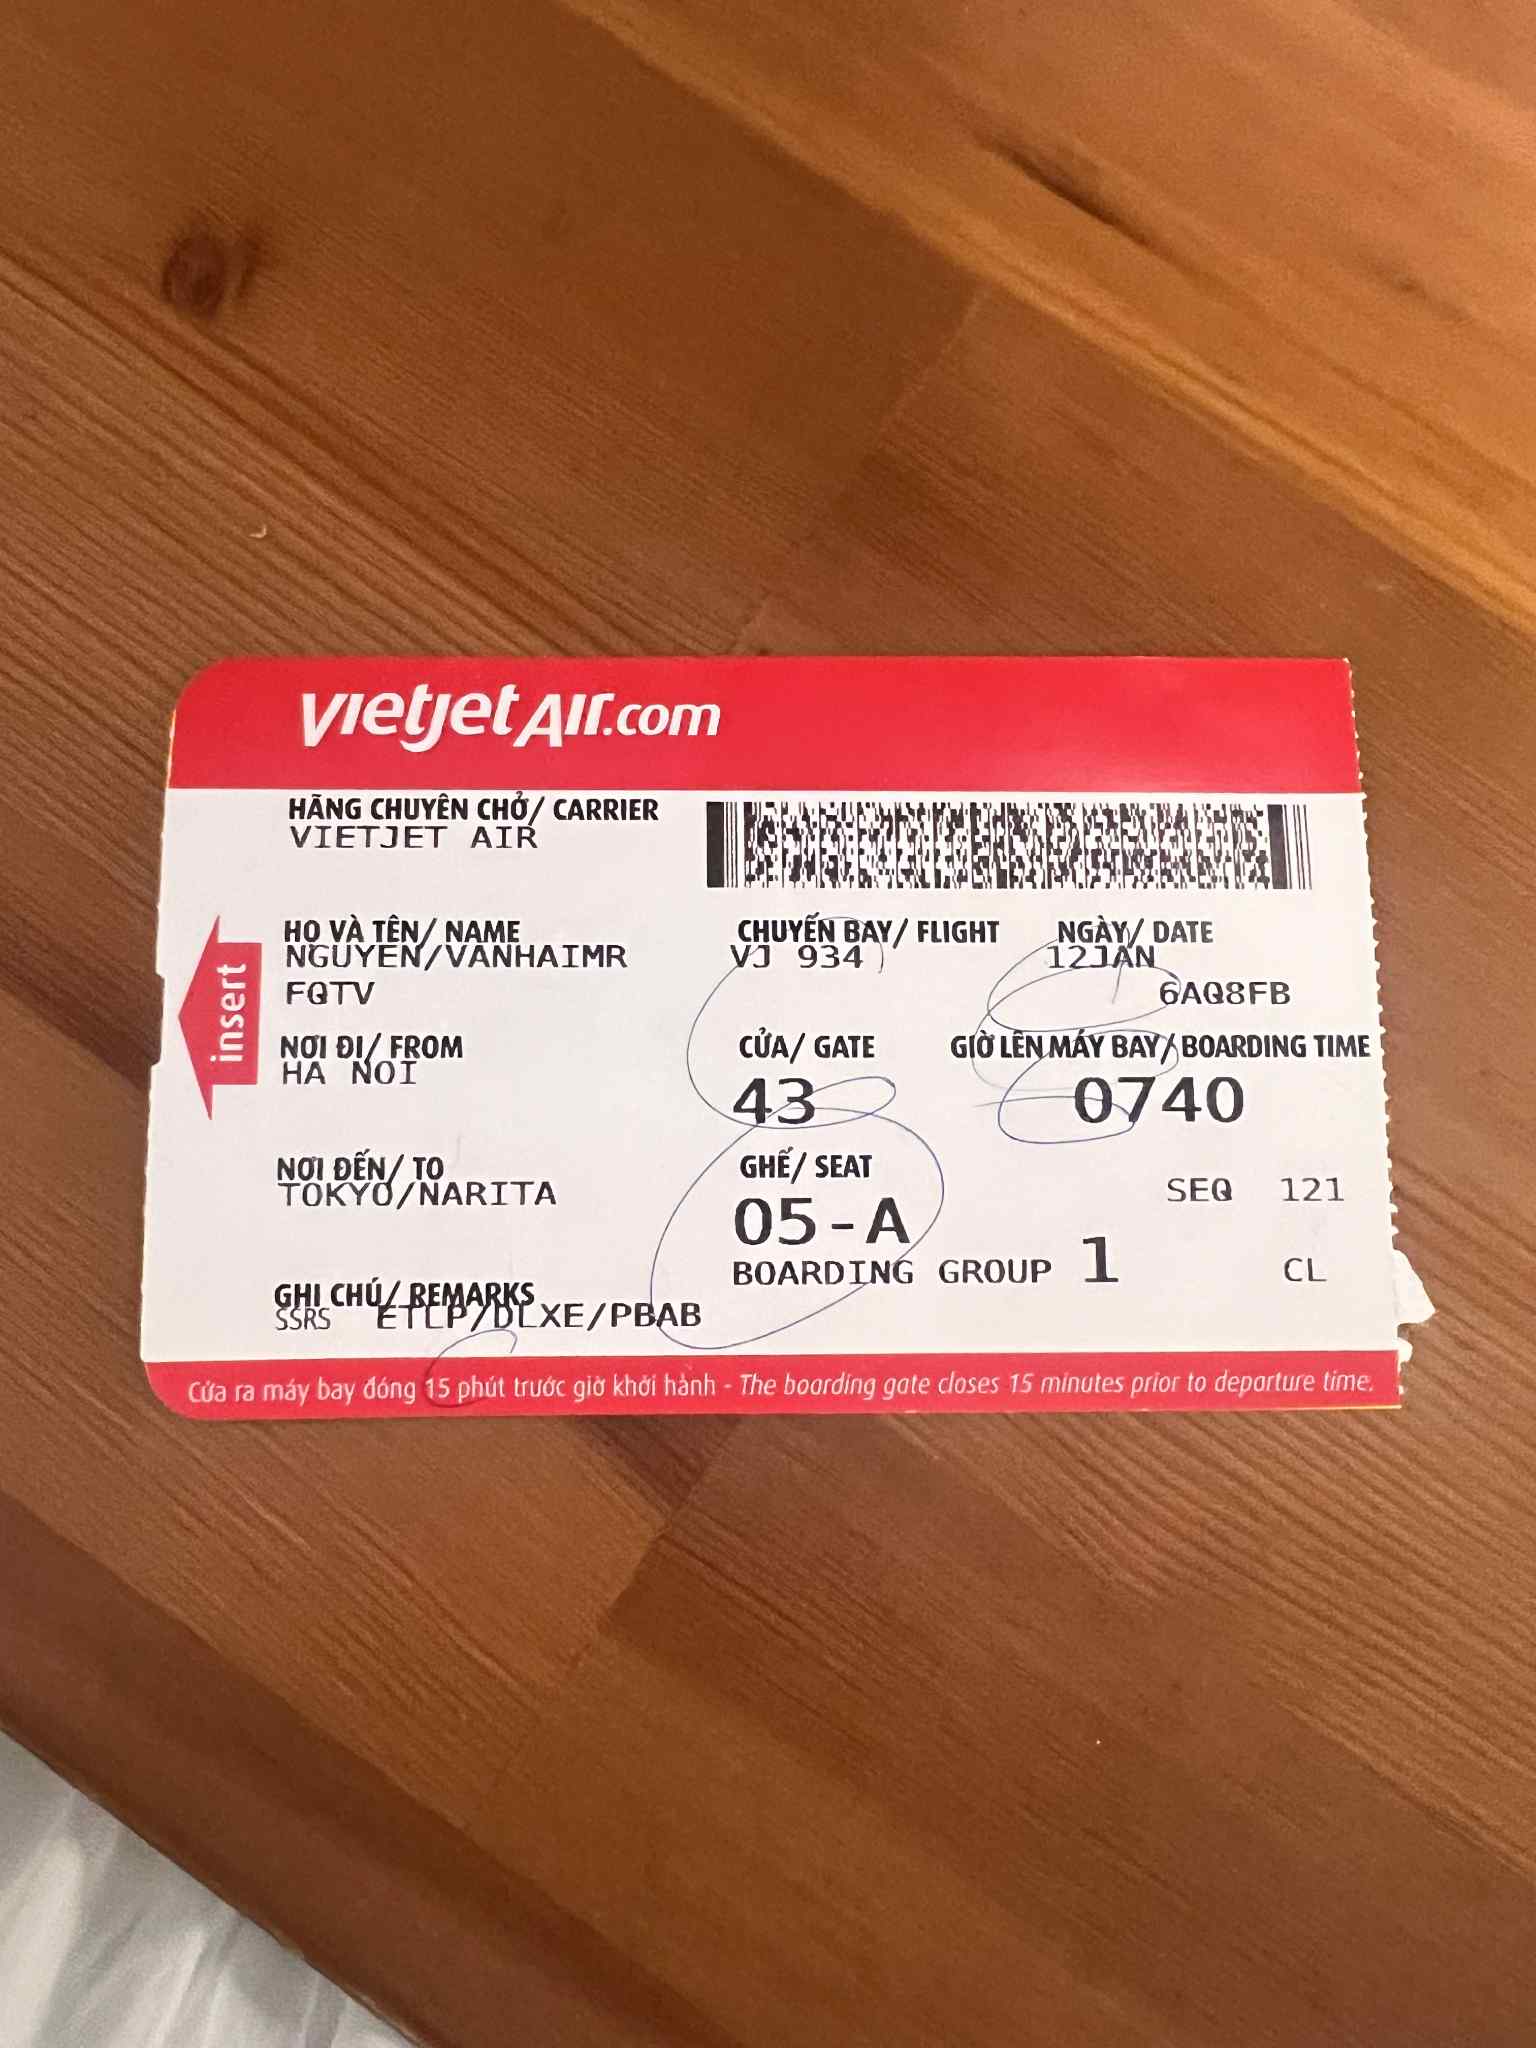 vietjetAir.com
HÃNG CHUYÊN CHỞ/ CARRIER
VIETJET AIR
HỌ VÀ TÊN/ NAME
NGUYEN/VANHAIMR
CHUYẾN BAY/ FLIGHT
VJ 934
NGÀY/ DATE
12JAN
FQTV
6AQ8FB
insert
NƠI ĐI/ FROM
HA NOI
CỬA/ GATE
43
GIỜ LÊN MÁY BAY/ BOARDING TIME
0740
NƠI ĐẾN/ TO
TOKYO/NARITA
GHẾ/ SEAT
05-A
SEQ 121
BOARDING GROUP 1
CL
GHI CHÚ/ REMARKS
SSRS ETLP/DLXE/PBAB
Cửa ra máy bay đóng 15 phút trước giờ khởi hành - The boarding gate closes 15 minutes prior to departure time.